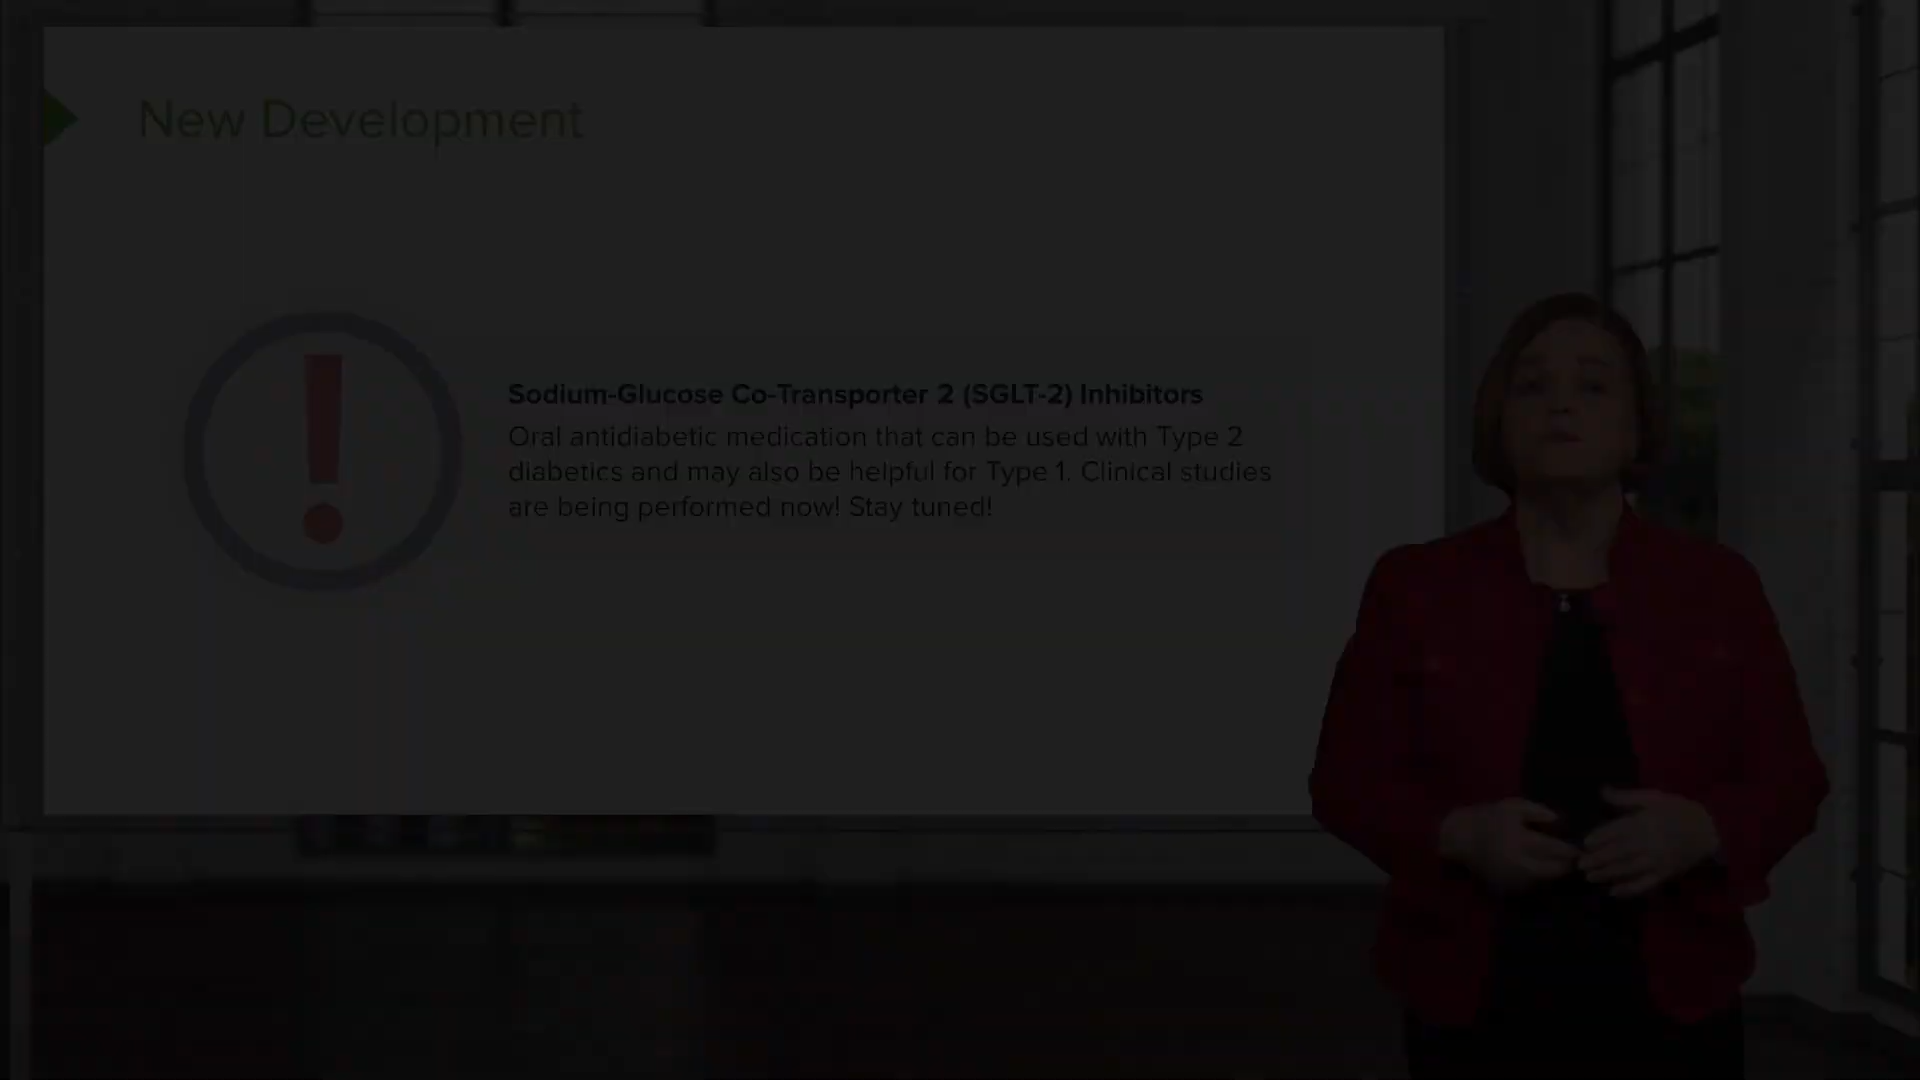 New Development
Sodium-Glucose Co-Transporter 2 (SGLT-2) Inhibitors
Oral antidiabetic medication that can be used with Type 2
diabetics and may also be helpful for Type 1. Clinical studies
are being performed now! Stay tuned!